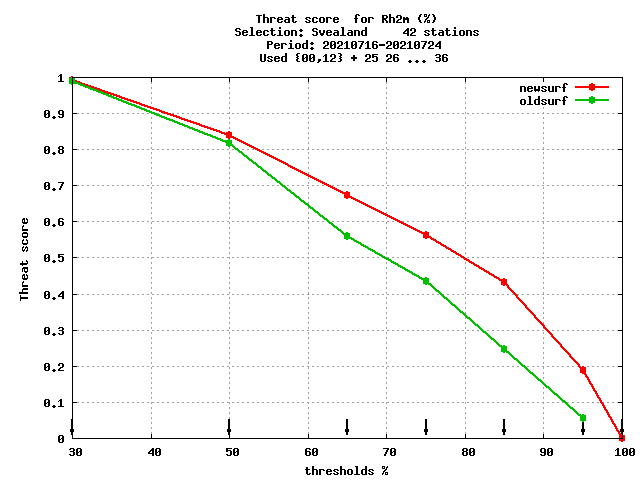 Threat score  for Rh2m (%)
Selection: Svealand     42 stations
Period: 20210716-20210724
Used {00,12} + 25 26 ... 36
newsurf
oldsurf
1
0.9
0.8
0.7
0.6
0.5
0.4
0.3
0.2
0.1
0
Threat score
30 40 50 60 70 80 90 100
thresholds %